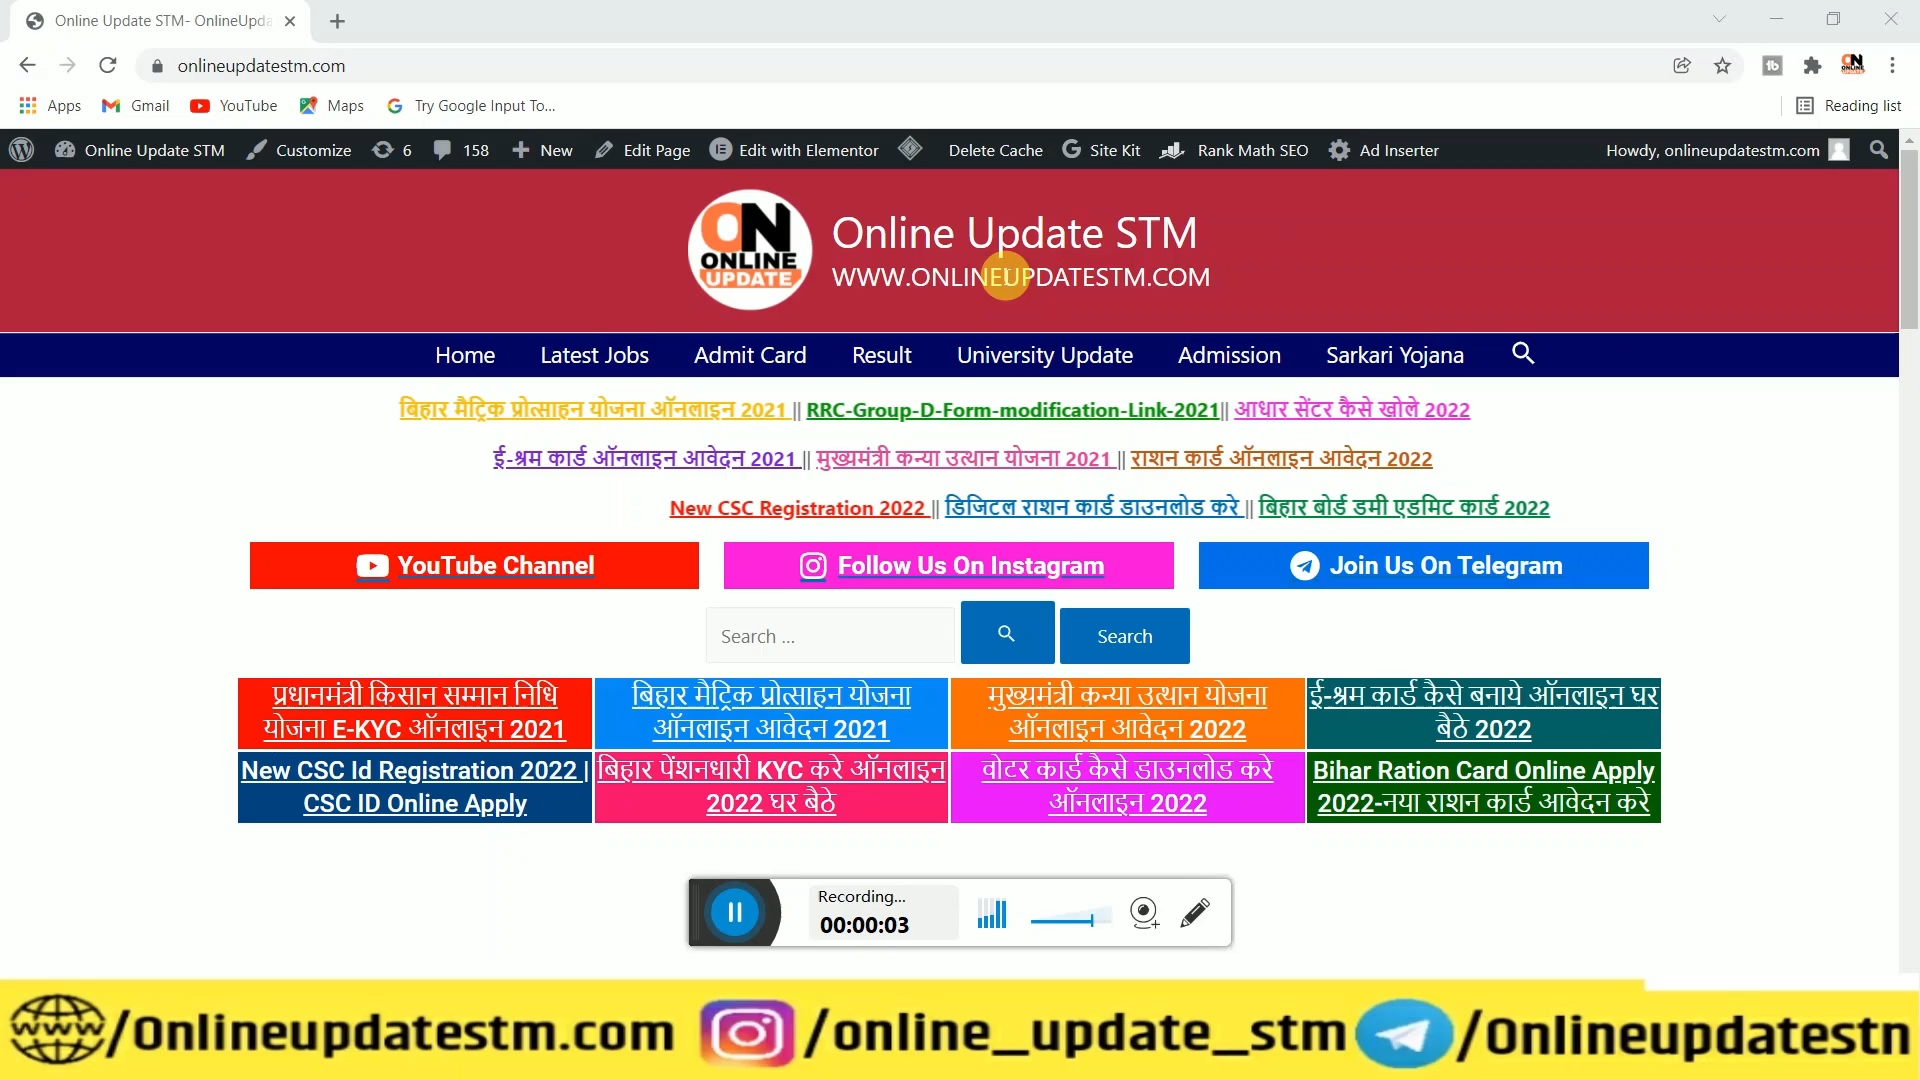 Online Update STM- OnlineUpda
onlineupdatestm.com
Apps Gmail YouTube Maps Try Google Input To... Reading list
Online Update STM Customize 6 158 New Edit Page Edit with Elementor Delete Cache Site Kit Rank Math SEO Ad Inserter Howdy, onlineupdatestm.com
ON
ONLINE
UPDATE
Online Update STM
WWW.ONLINEUPDATESTM.COM
Home Latest Jobs Admit Card Result University Update Admission Sarkari Yojana
बिहार मैट्रिक प्रोत्साहन योजना ऑनलाइन 2021 || RRC-Group-D-Form-modification-Link-2021|| आधार सेंटर कैसे खोले 2022
ई-श्रम कार्ड ऑनलाइन आवेदन 2021 || मुख्यमंत्री कन्या उत्थान योजना 2021 || राशन कार्ड ऑनलाइन आवेदन 2022
New CSC Registration 2022 || डिजिटल राशन कार्ड डाउनलोड करे || बिहार बोर्ड डमी एडमिट कार्ड 2022
YouTube Channel Follow Us On Instagram Join Us On Telegram
Search ... Search
प्रधानमंत्री किसान सम्मान निधि
योजना E-KYC ऑनलाइन 2021
बिहार मैट्रिक प्रोत्साहन योजना
ऑनलाइन आवेदन 2021
मुख्यमंत्री कन्या उत्थान योजना
ऑनलाइन आवेदन 2022
ई-श्रम कार्ड कैसे बनाये ऑनलाइन घर
बैठे 2022
New CSC Id Registration 2022 |
CSC ID Online Apply
बिहार पेंशनधारी KYC करे ऑनलाइन
2022 घर बैठे
वोटर कार्ड कैसे डाउनलोड करे
ऑनलाइन 2022
Bihar Ration Card Online Apply
2022-नया राशन कार्ड आवेदन करे
Recording...
00:00:03
www/Onlineupdatestm.com /online_update_stm /Onlineupdatestn